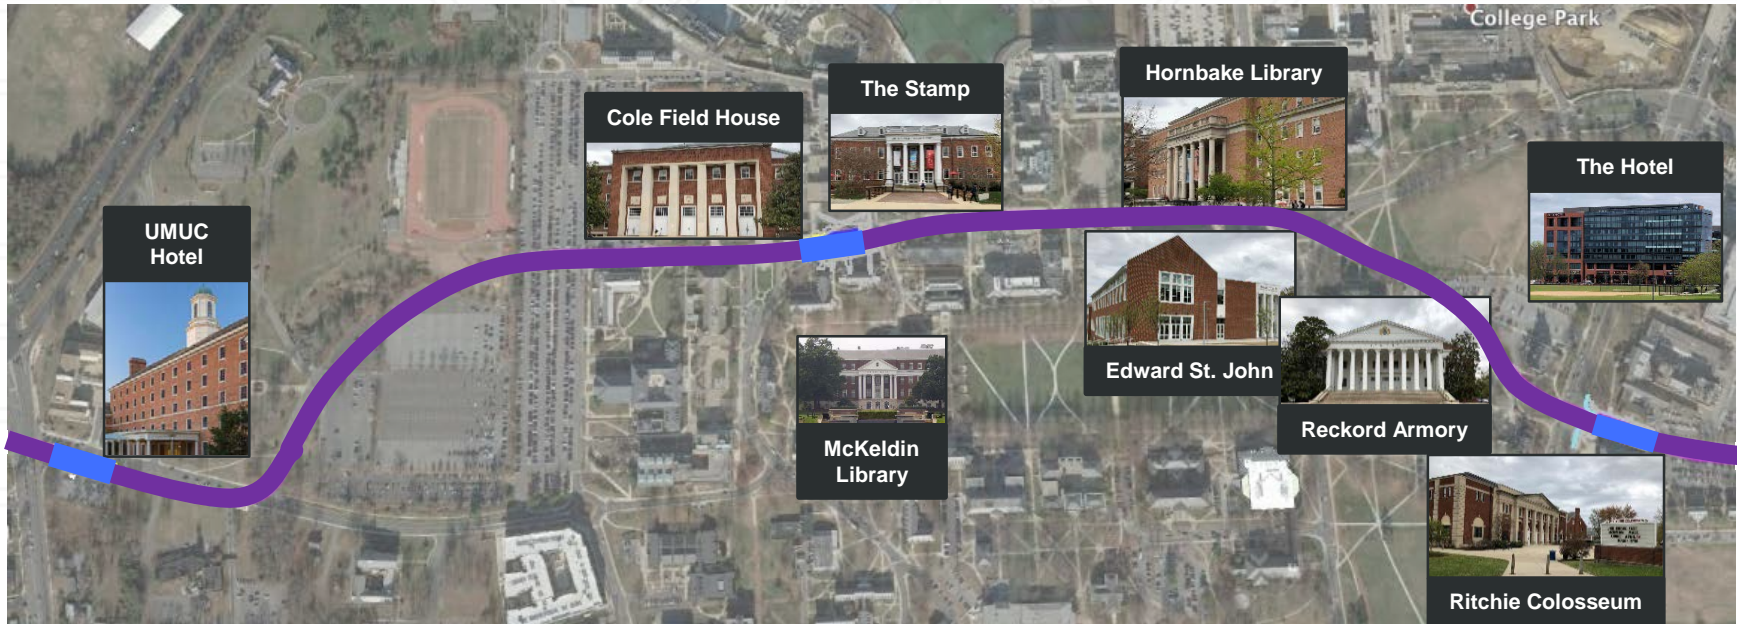 College Park
Hornbake Library
The Stamp
Cole Field House
The Hotel
UMUC
Hotel
Edward St. John
Reckord Armory
McKeldin
Library
Ritchie Colosseum